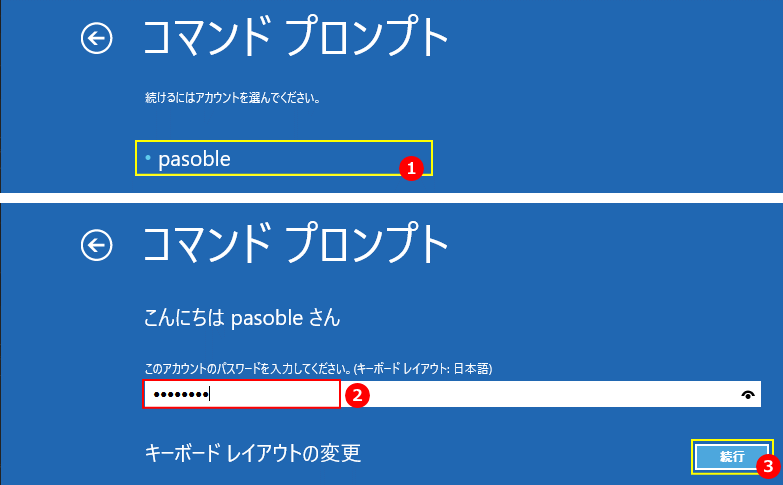 コマンド プロンプト
続けるにはアカウントを選んでください。
pasoble
1
コマンド プロンプト
こんにちは pasoble さん
このアカウントのパスワードを入力してください。(キーボード レイアウト: 日本語)
••••••••
2
キーボード レイアウトの変更
続行
3